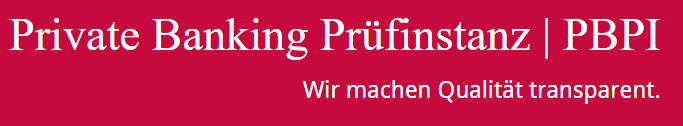 Private Banking Prüfinstanz | PBPI
Wir machen Qualität transparent.